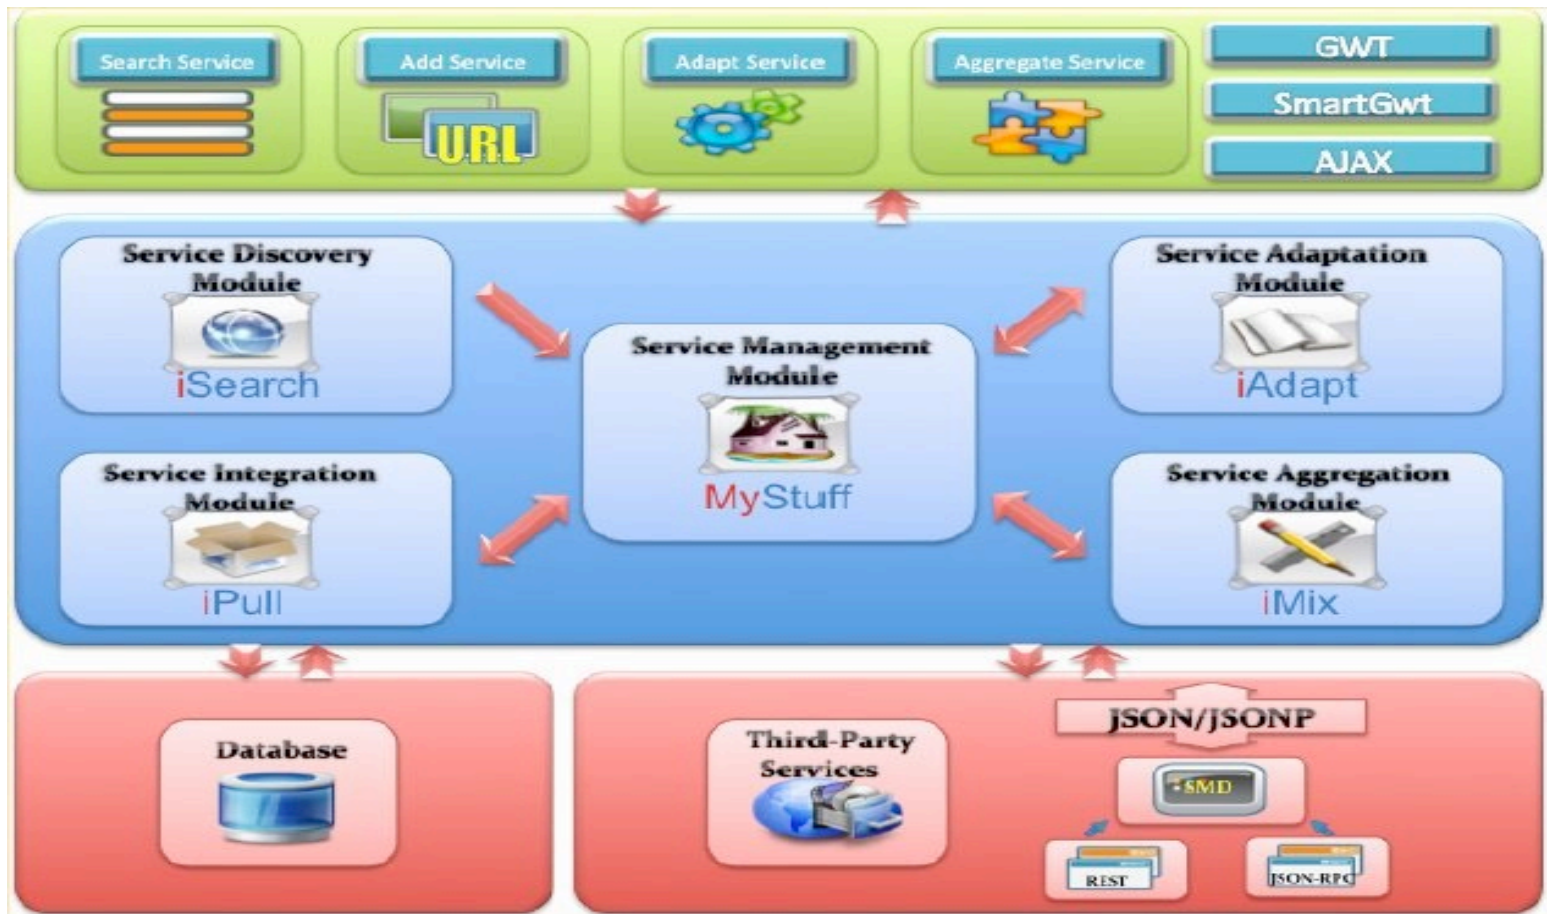 Search Service
Add Service
Adapt Service
Aggregate Service
GWT
SmartGwt
AJAX
URL
Service Discovery
Module
iSearch
Service Adaptation
Module
iAdapt
Service Management
Module
MyStuff
Service Integration
Module
iPull
Service Aggregation
Module
iMix
Database
Third-Party
Services
JSON/JSONP
SMD
REST
JSON-RPC